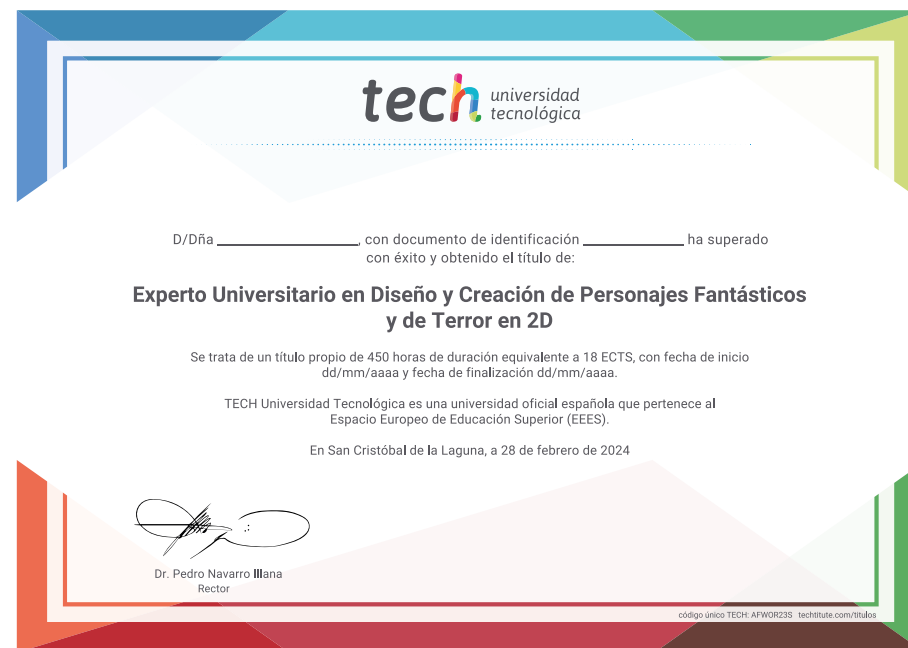 tech universidad
tecnológica
D/Dña ____________, con documento de identificación ____________ ha superado
con éxito y obtenido el título de:
Experto Universitario en Diseño y Creación de Personajes Fantásticos
y de Terror en 2D
Se trata de un título propio de 450 horas de duración equivalente a 18 ECTS, con fecha de inicio
dd/mm/aaaa y fecha de finalización dd/mm/aaaa.
TECH Universidad Tecnológica es una universidad oficial española que pertenece al
Espacio Europeo de Educación Superior (EEES).
En San Cristóbal de la Laguna, a 28 de febrero de 2024
Dr. Pedro Navarro Illana
Rector
código único TECH: AFWOR23S techtitute.com/titulos